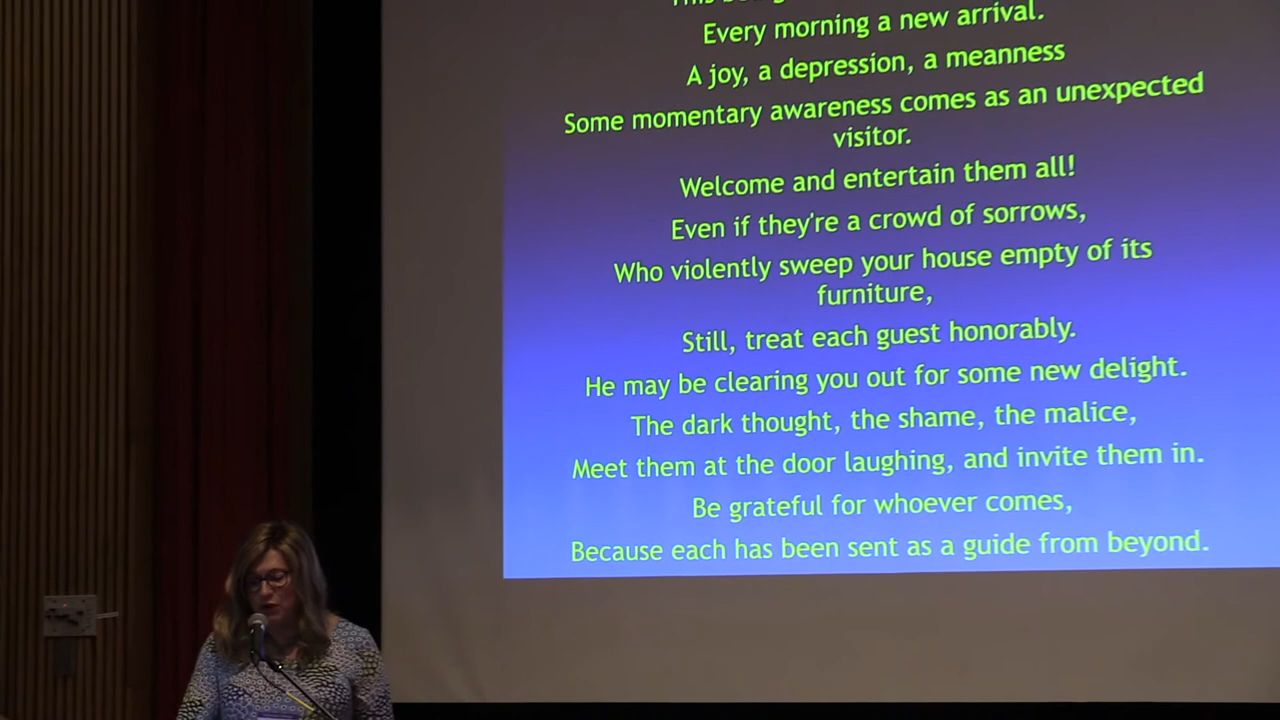 Every morning a new arrival.
A joy, a depression, a meanness
Some momentary awareness comes as an unexpected
visitor.
Welcome and entertain them all!
Even if they're a crowd of sorrows,
Who violently sweep your house empty of its
furniture,
Still, treat each guest honorably.
He may be clearing you out for some new delight.
The dark thought, the shame, the malice,
Meet them at the door laughing, and invite them in.
Be grateful for whoever comes,
Because each has been sent as a guide from beyond.